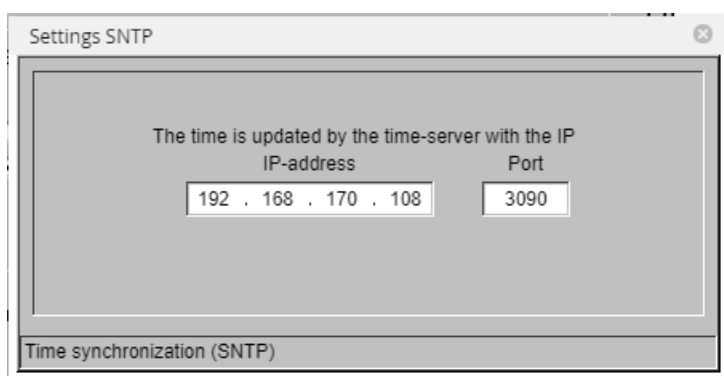 Settings SNTP
The time is updated by the time-server with the IP
IP-address Port
192 . 168 . 170 . 108 3090
Time synchronization (SNTP)